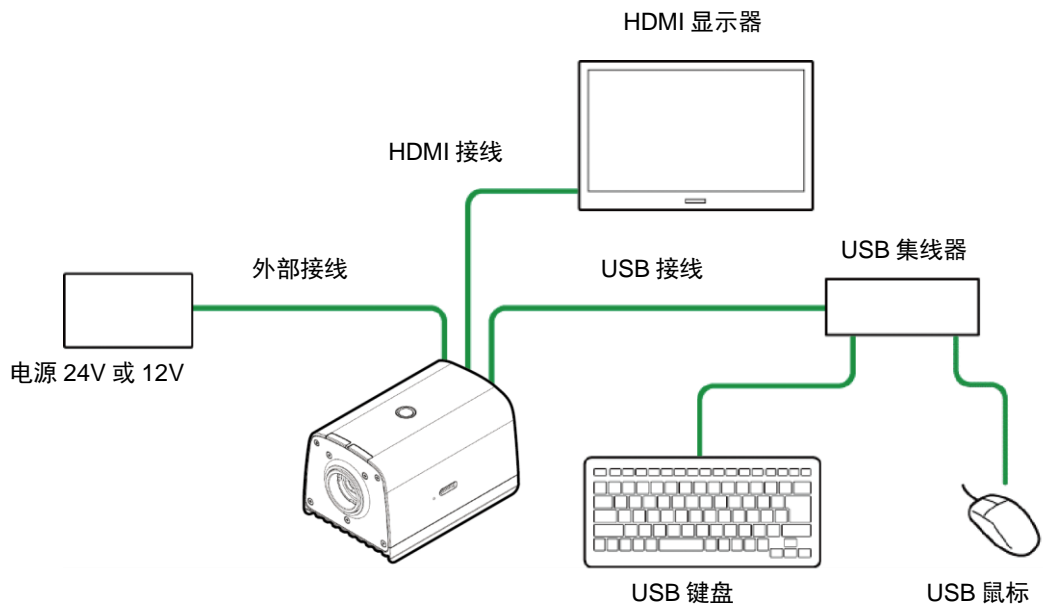 HDMI 显示器
HDMI 接线
USB 集线器
外部接线
USB 接线
电源 24V 或 12V
USB 键盘
USB 鼠标